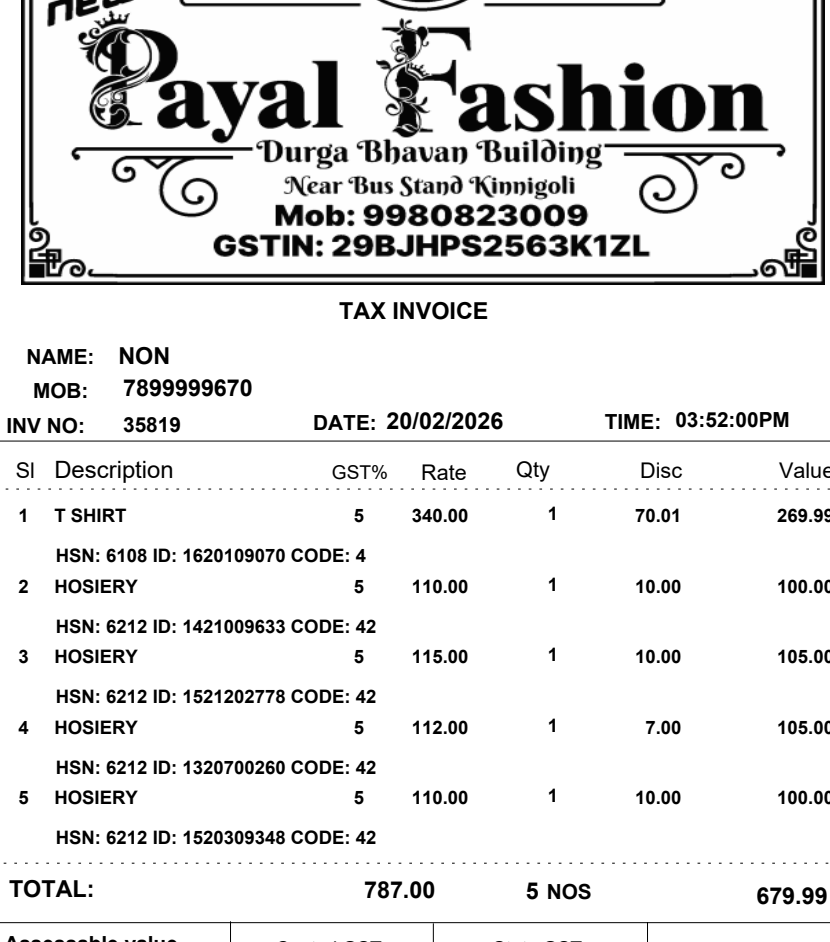 new
Payal Fashion
Durga Bhavan Building
Near Bus Stand Kinnigoli
Mob: 9980823009
GSTIN: 29BJHPS2563K1ZL
TAX INVOICE
NAME: NON
MOB: 7899999670
INV NO: 35819 DATE: 20/02/2026 TIME: 03:52:00PM
Sl Description GST% Rate Qty Disc Value
1 T SHIRT 5 340.00 1 70.01 269.99
HSN: 6108 ID: 1620109070 CODE: 4
2 HOSIERY 5 110.00 1 10.00 100.00
HSN: 6212 ID: 1421009633 CODE: 42
3 HOSIERY 5 115.00 1 10.00 105.00
HSN: 6212 ID: 1521202778 CODE: 42
4 HOSIERY 5 112.00 1 7.00 105.00
HSN: 6212 ID: 1320700260 CODE: 42
5 HOSIERY 5 110.00 1 10.00 100.00
HSN: 6212 ID: 1520309348 CODE: 42
TOTAL: 787.00 5 NOS 679.99